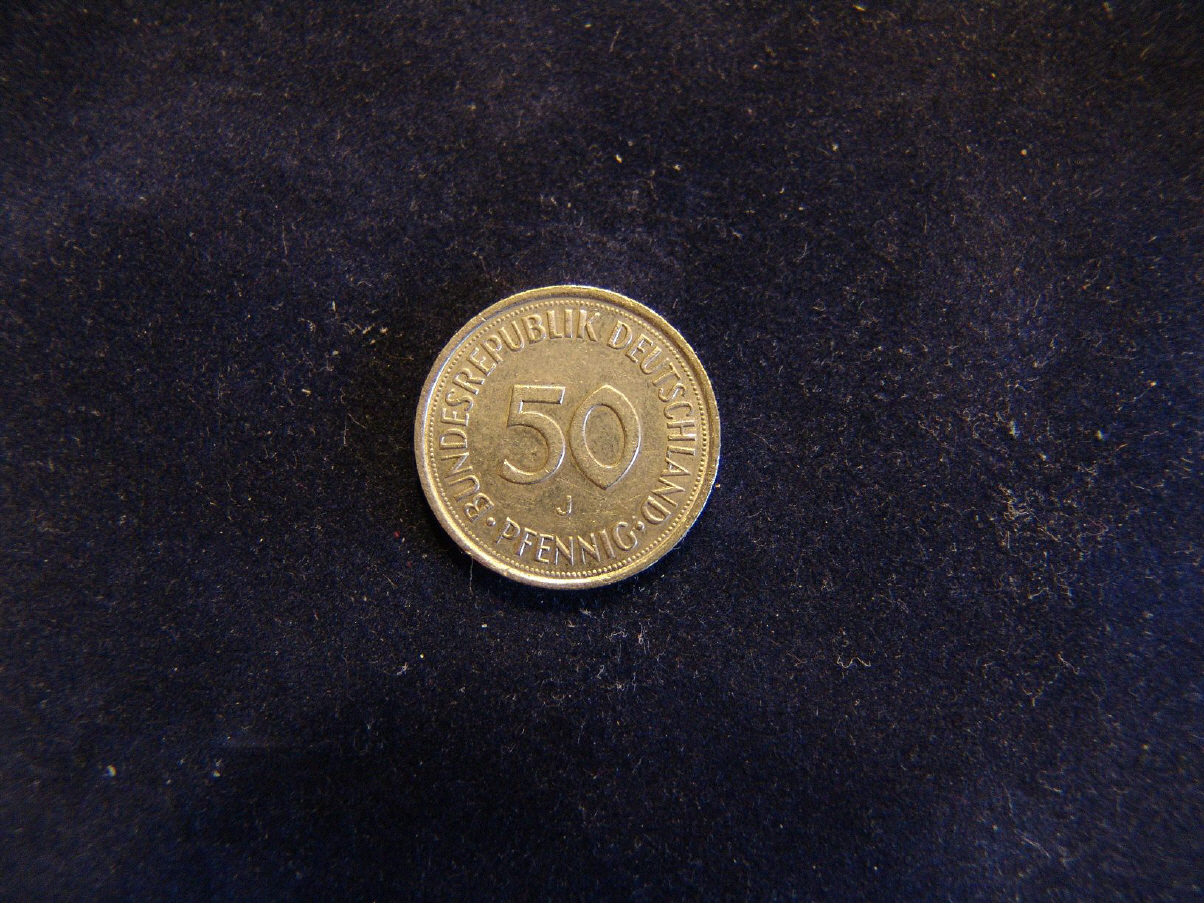 BUNDESREPUBLIK DEUTSCHLAND
50
J
• PFENNIG •